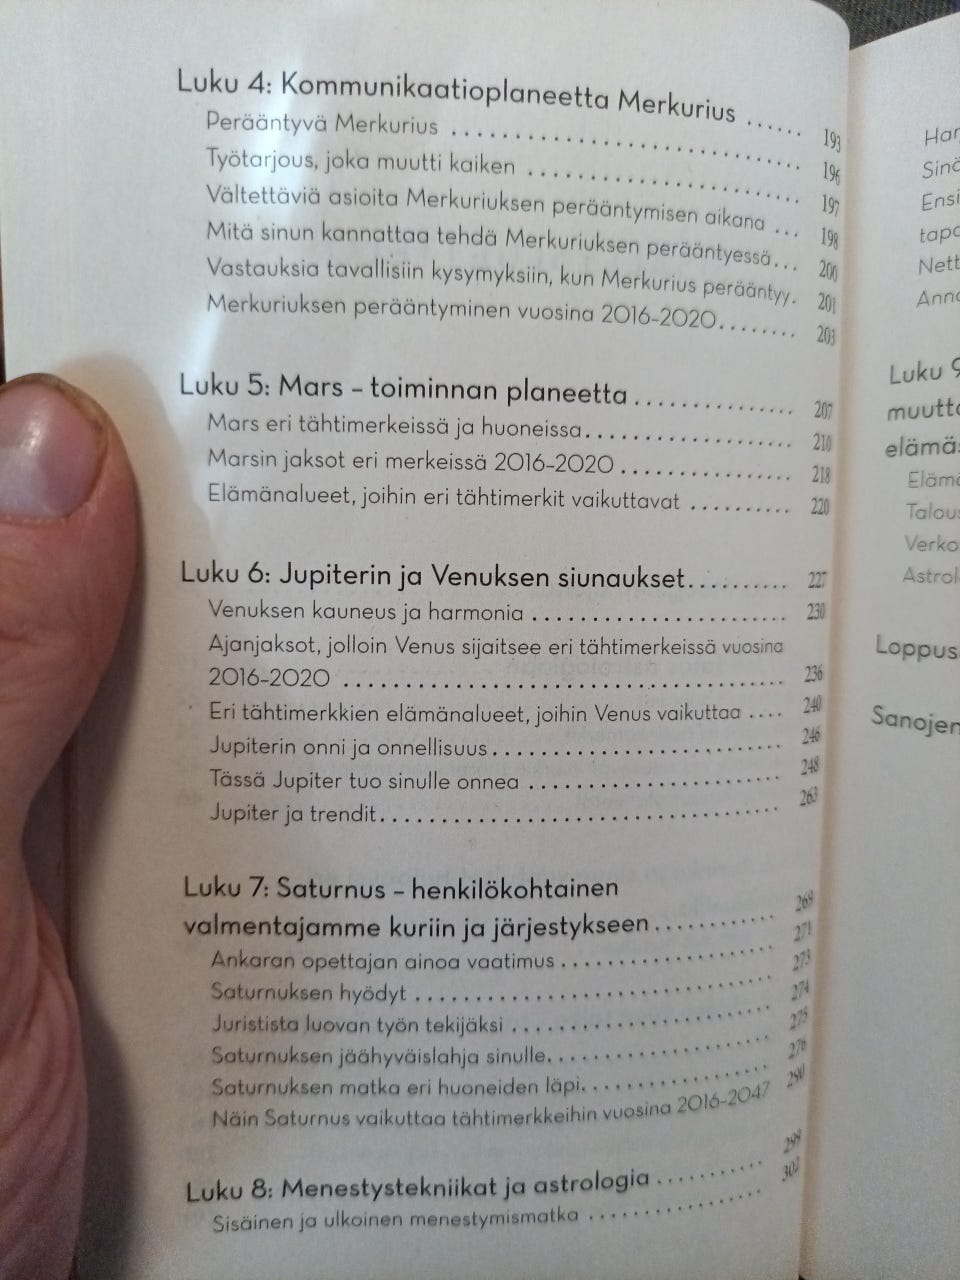 Luku 4: Kommunikaatioplaneetta Merkurius ...... 193
Perääntyvä Merkurius ................................ 196
Työtarjous, joka muutti kaiken ........................ 197
Vältettäviä asioita Merkuriuksen perääntymisen aikana ... 198
Mitä sinun kannattaa tehdä Merkuriuksen perääntyessä... 200
Vastauksia tavallisiin kysymyksiin, kun Merkurius perääntyy. 201
Merkuriuksen perääntyminen vuosina 2016–2020........ 203
Luku 5: Mars – toiminnan planeetta .............. 207
Mars eri tähtimerkeissä ja huoneissa.................. 210
Marsin jaksot eri merkeissä 2016–2020 ............... 218
Elämänalueet, joihin eri tähtimerkit vaikuttavat .......... 220
Luku 6: Jupiterin ja Venuksen siunaukset.......... 227
Venuksen kauneus ja harmonia ...................... 230
Ajanjaksot, jolloin Venus sijaitsee eri tähtimerkeissä vuosina
2016–2020 ....................................... 236
Eri tähtimerkkien elämänalueet, joihin Venus vaikuttaa .... 240
Jupiterin onni ja onnellisuus......................... 246
Tässä Jupiter tuo sinulle onnea ...................... 248
Jupiter ja trendit................................... 263
Luku 7: Saturnus – henkilökohtainen
valmentajamme kuriin ja järjestykseen............ 269
Ankaran opettajan ainoa vaatimus ................... 271
Saturnuksen hyödyt ................................ 273
Juristista luovan työn tekijäksi ....................... 274
Saturnuksen jäähyväislahja sinulle.................... 275
Saturnuksen matka eri huoneiden läpi................. 276
Näin Saturnus vaikuttaa tähtimerkkeihin vuosina 2016–2047 290
Luku 8: Menestystekniikat ja astrologia .......... 299
Sisäinen ja ulkoinen menestymismatka ................ 302
Ensi
Luku 9